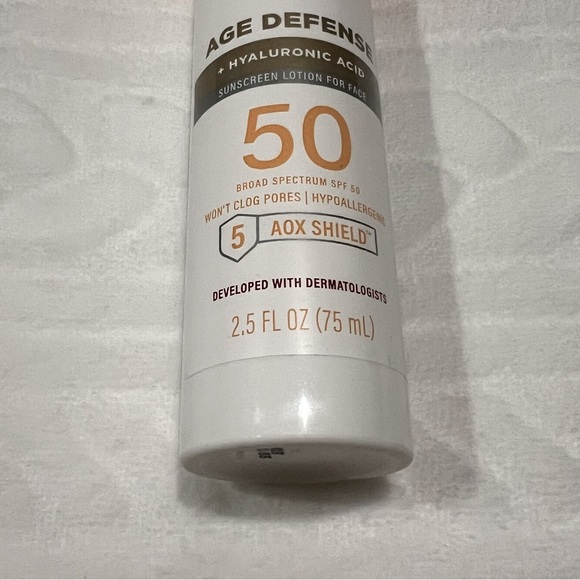 AGE DEFENSE
+ HYALURONIC ACID
SUNSCREEN LOTION FOR FACE
50
BROAD SPECTRUM SPF 50
WON'T CLOG PORES | HYPOALLERGENIC
5 AOX SHIELD™
DEVELOPED WITH DERMATOLOGISTS
2.5 FL OZ (75 mL)